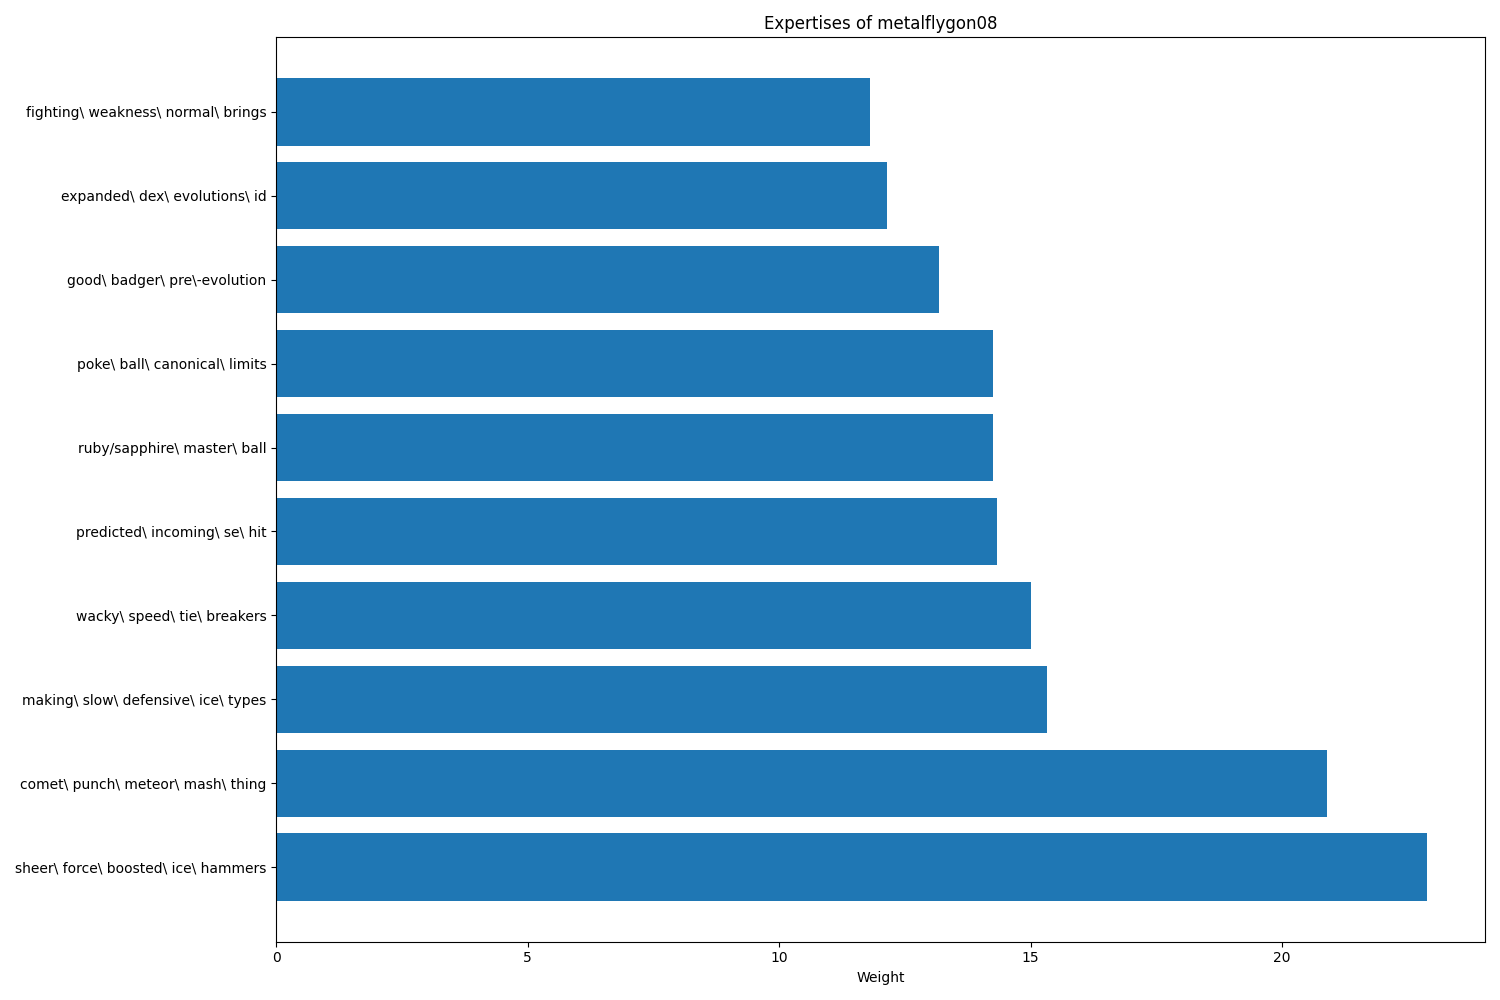 Expertises of metalflygon08
fighting\ weakness\ normal\ brings
expanded\ dex\ evolutions\ id
good\ badger\ pre\-evolution
poke\ ball\ canonical\ limits
ruby/sapphire\ master\ ball
predicted\ incoming\ se\ hit
wacky\ speed\ tie\ breakers
making\ slow\ defensive\ ice\ types
comet\ punch\ meteor\ mash\ thing
sheer\ force\ boosted\ ice\ hammers
0 5 10 15 20
Weight